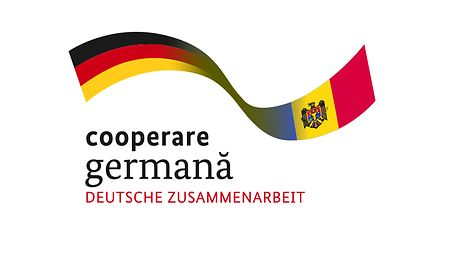 cooperare
germană
DEUTSCHE ZUSAMMENARBEIT